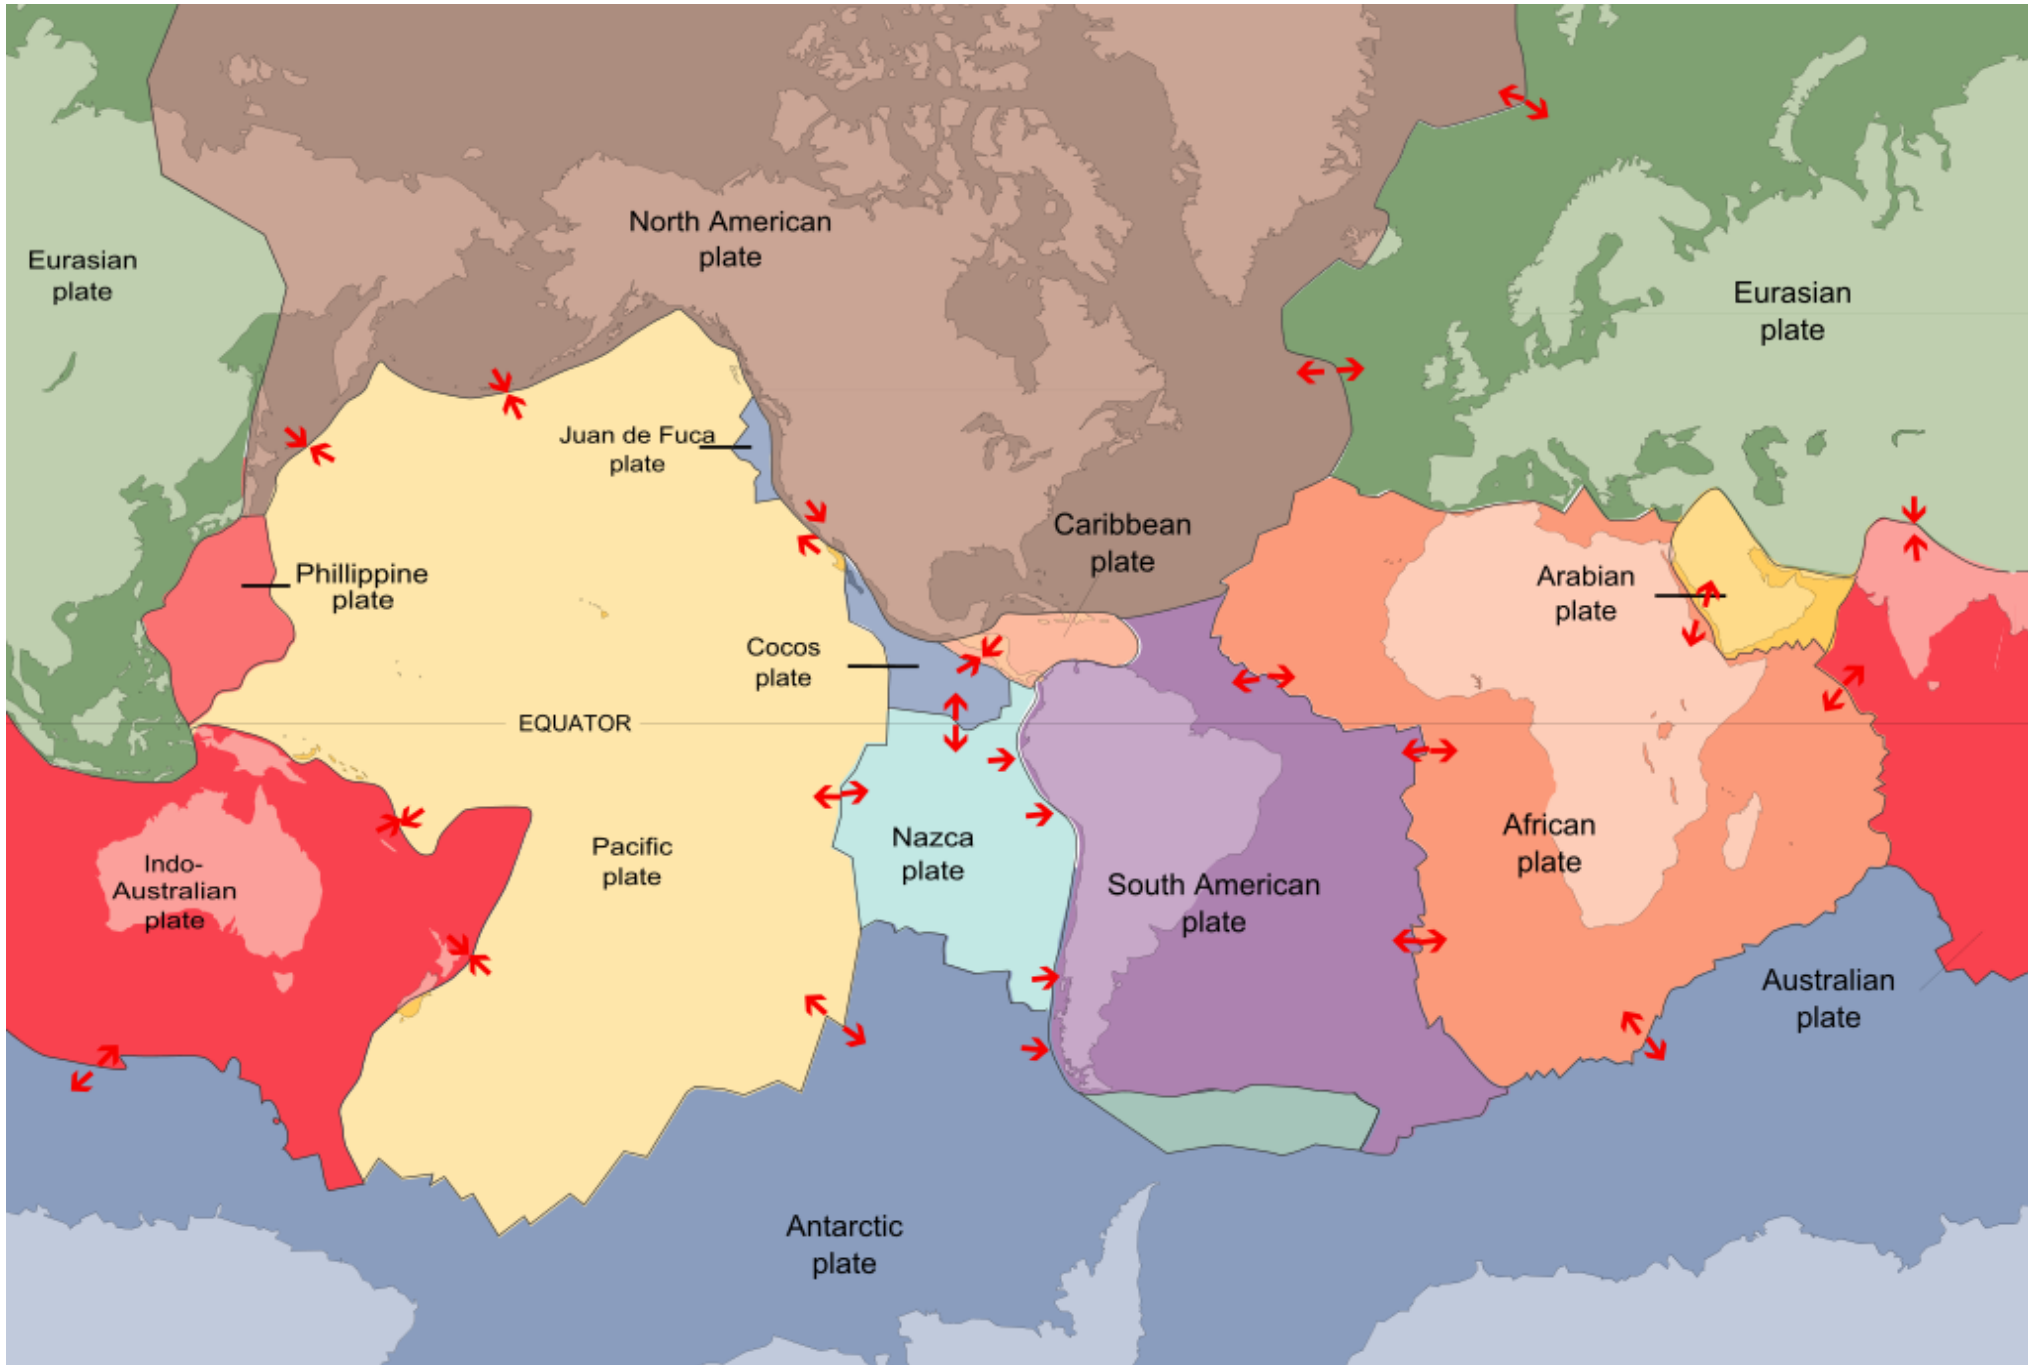 North American
plate
Eurasian
plate
Eurasian
plate
Juan de Fuca
plate
Caribbean
plate
Phillippine
plate
Arabian
plate
Cocos
plate
EQUATOR
Nazca
plate
Pacific
plate
Indo-
Australian
plate
South American
plate
African
plate
Australian
plate
Antarctic
plate